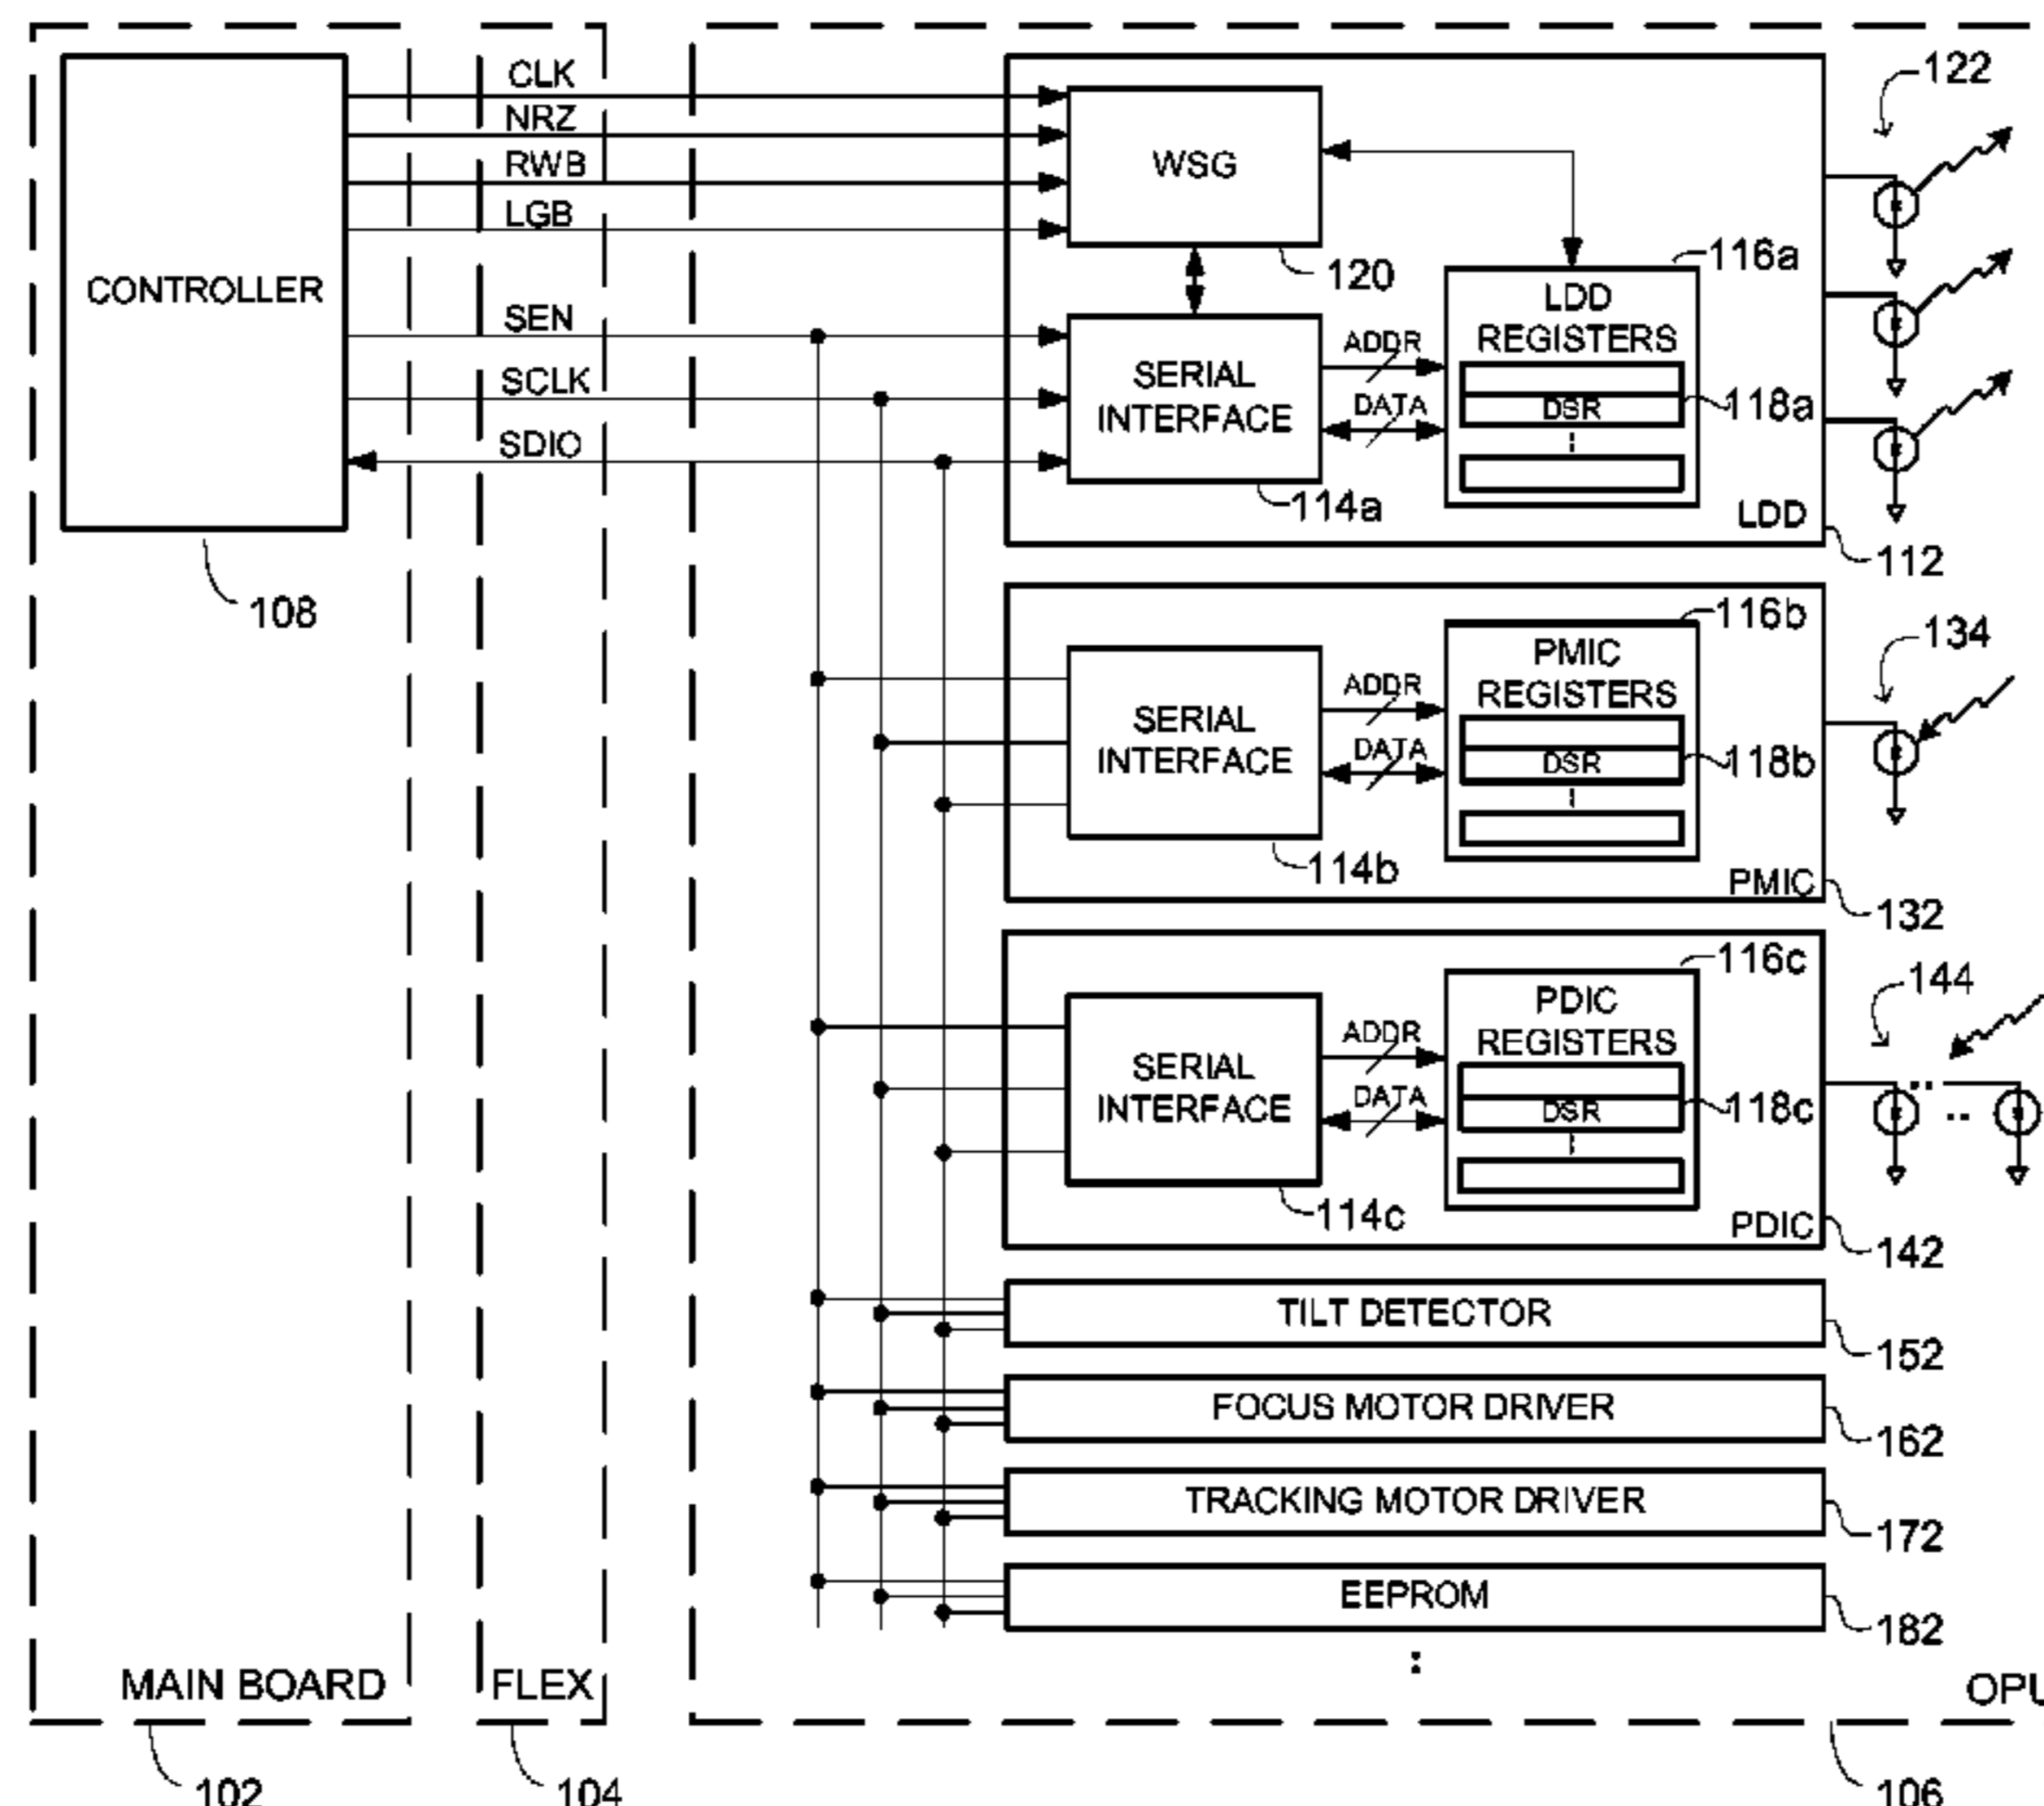 CLK
NRZ
RWB
LGB
SEN
SCLK
SDIO
CONTROLLER
108
WSG
120
SERIAL
INTERFACE
114a
ADDR
DATA
116a
LDD
REGISTERS
DSR
118a
LDD
112
122
SERIAL
INTERFACE
114b
ADDR
DATA
116b
PMIC
REGISTERS
DSR
118b
PMIC
132
134
SERIAL
INTERFACE
114c
ADDR
DATA
116c
PDIC
REGISTERS
DSR
118c
PDIC
142
144
TILT DETECTOR
152
FOCUS MOTOR DRIVER
162
TRACKING MOTOR DRIVER
172
EEPROM
182
MAIN BOARD
FLEX
OPU
102
104
106